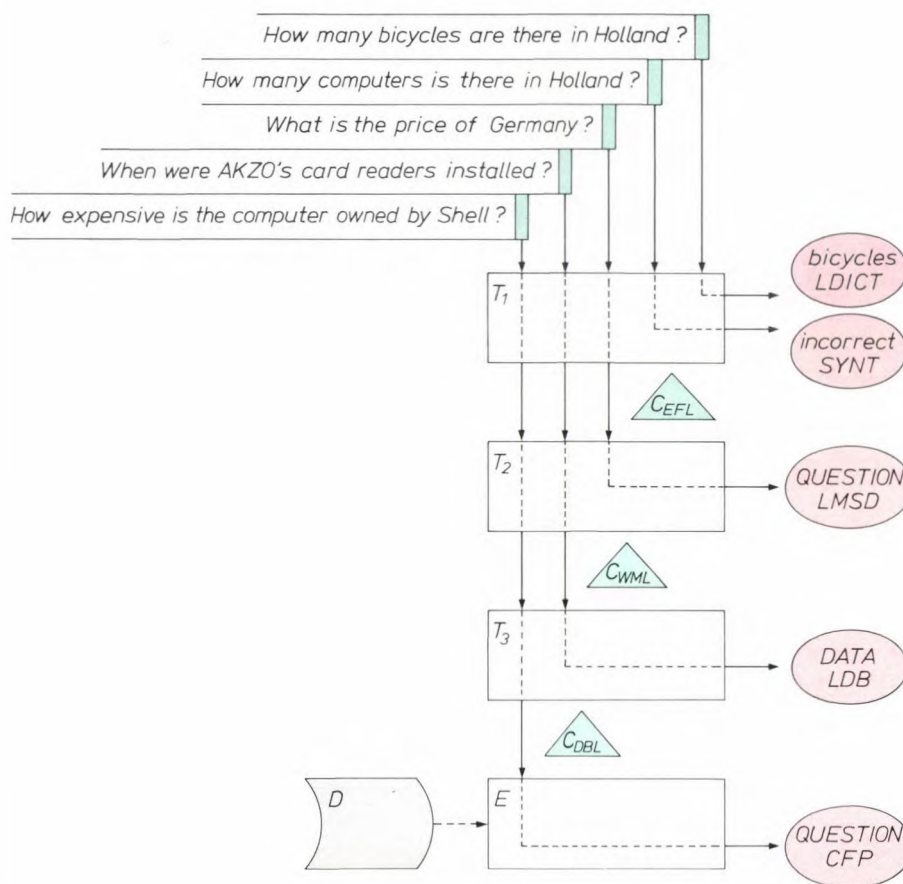 How many bicycles are there in Holland ?
How many computers is there in Holland ?
What is the price of Germany ?
When were AKZO's card readers installed ?
How expensive is the computer owned by Shell ?
T1
bicycles
LDICT
incorrect
SYNT
CEFL
T2
QUESTION
LMSD
CWML
T3
DATA
LDB
CDBL
D
E
QUESTION
CFP